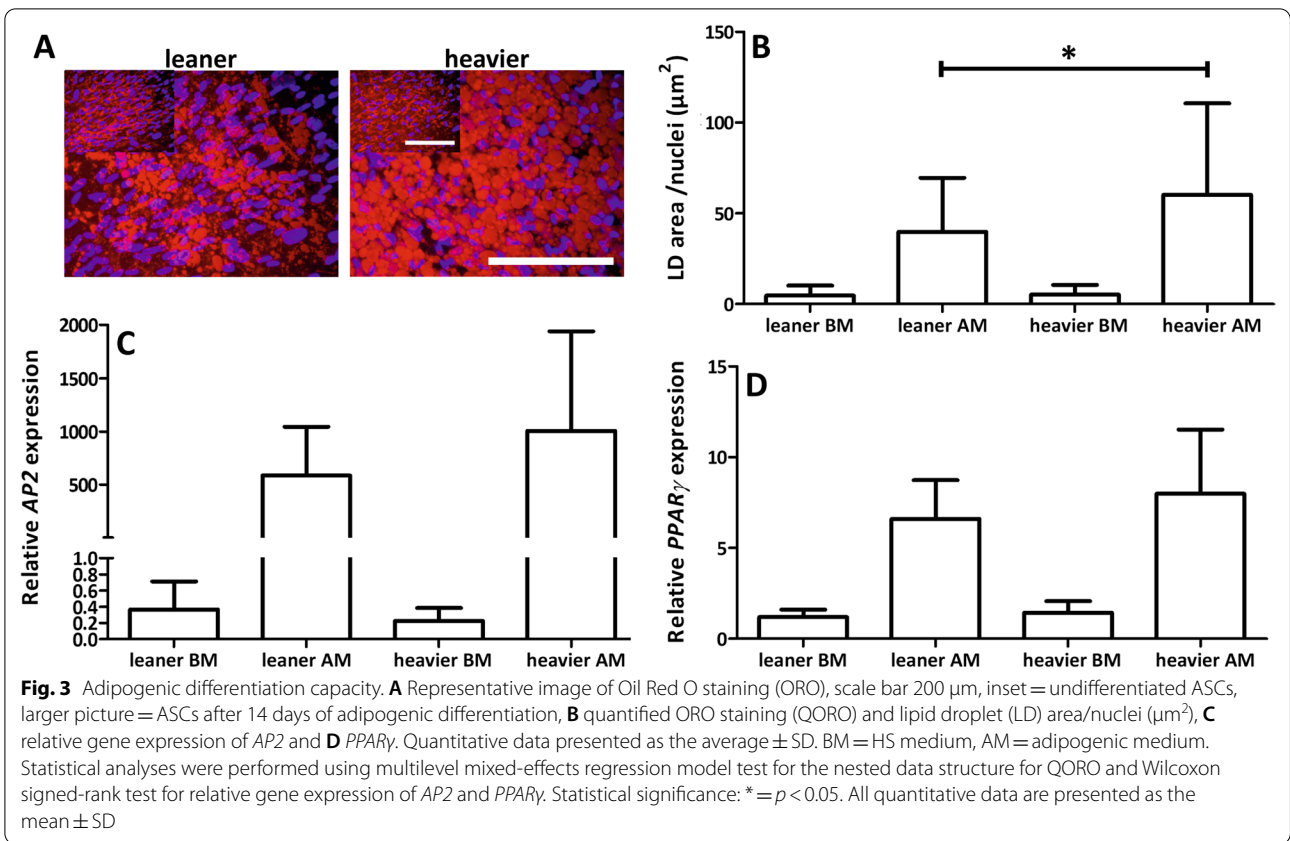 A
leaner
heavier
B
LD area /nuclei (µm²)
150
100
50
0
*
leaner BM
leaner AM
heavier BM
heavier AM
C
Relative AP2 expression
2000
1500
1000
500
1.0
0.8
0.6
0.4
0.2
0.0
leaner BM
leaner AM
heavier BM
heavier AM
D
Relative PPARγ expression
15
10
5
0
leaner BM
leaner AM
heavier BM
heavier AM
Fig. 3 Adipogenic differentiation capacity. A Representative image of Oil Red O staining (ORO), scale bar 200 µm, inset = undifferentiated ASCs,
larger picture = ASCs after 14 days of adipogenic differentiation, B quantified ORO staining (QORO) and lipid droplet (LD) area/nuclei (µm²), C
relative gene expression of AP2 and D PPARγ. Quantitative data presented as the average ± SD. BM = HS medium, AM = adipogenic medium.
Statistical analyses were performed using multilevel mixed-effects regression model test for the nested data structure for QORO and Wilcoxon
signed-rank test for relative gene expression of AP2 and PPARγ. Statistical significance: * = p < 0.05. All quantitative data are presented as the
mean ± SD